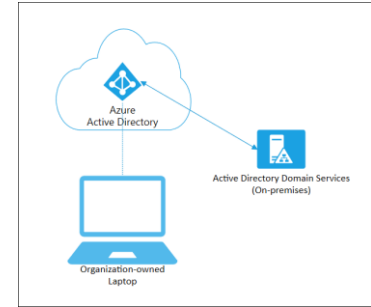 Azure
Active Directory
Active Directory Domain Services
(On-premises)
Organization-owned
Laptop